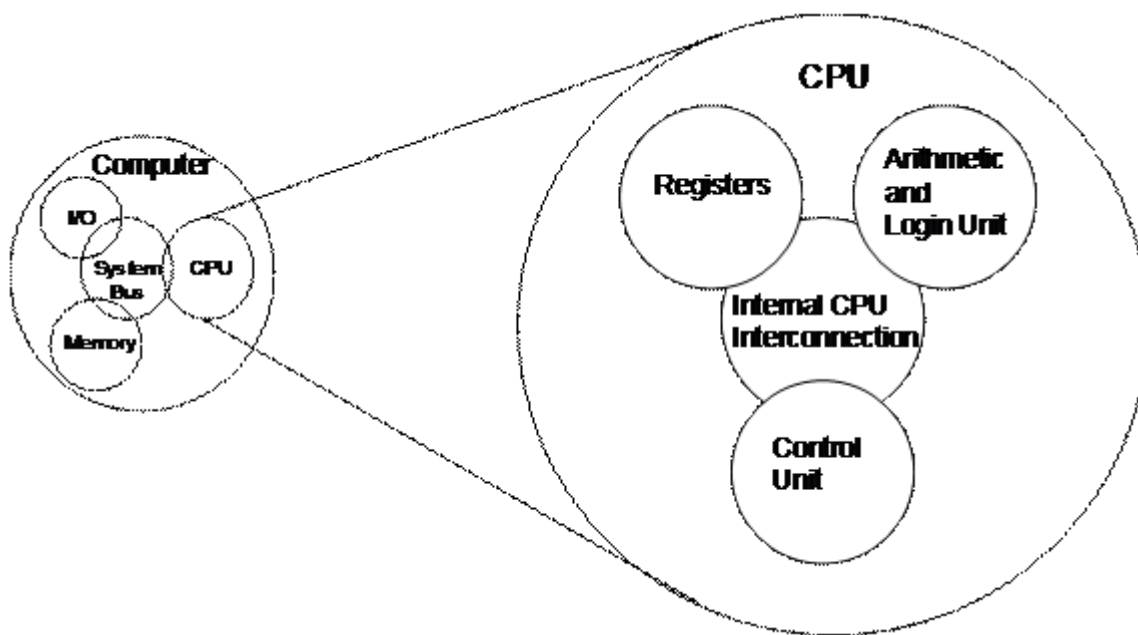 Computer
I/O
System
Bus
CPU
Memory
CPU
Registers
Arithmetic
and
Login Unit
Internal CPU
Interconnection
Control
Unit